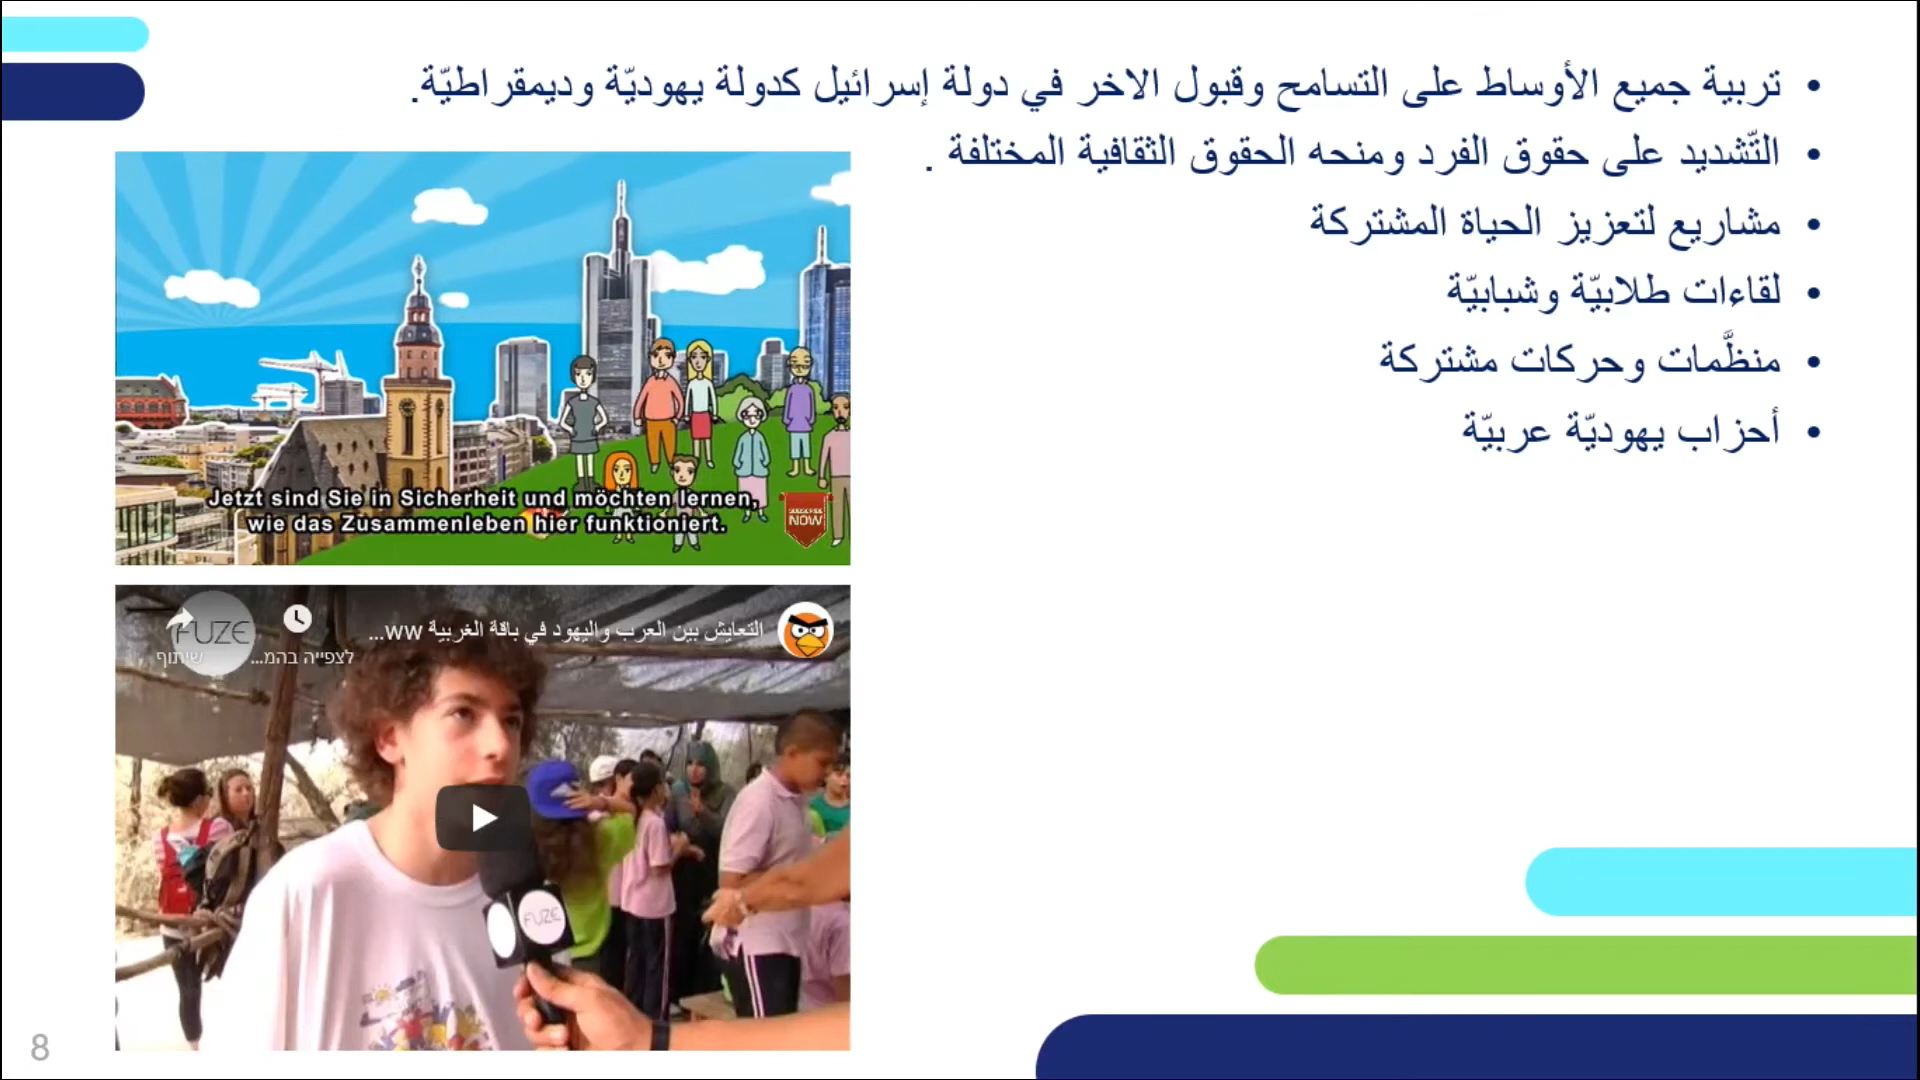 • تربية جميع الأوساط على التسامح وقبول الاخر في دولة إسرائيل كدولة يهوديّة وديمقراطيّة.
• التّشديد على حقوق الفرد ومنحه الحقوق الثقافية المختلفة .
• مشاريع لتعزيز الحياة المشتركة
• لقاءات طلابيّة وشبابيّة
• منظَّمات وحركات مشتركة
• أحزاب يهوديّة عربيّة
Jetzt sind Sie in Sicherheit und möchten lernen,
wie das Zusammenleben hier funktioniert.
SUBSCRIBE
NOW
التعايش بين العرب واليهود في باقة الغربية ww...
FUZE
לצפייה בהמ...
שיתוף
FUZE
8